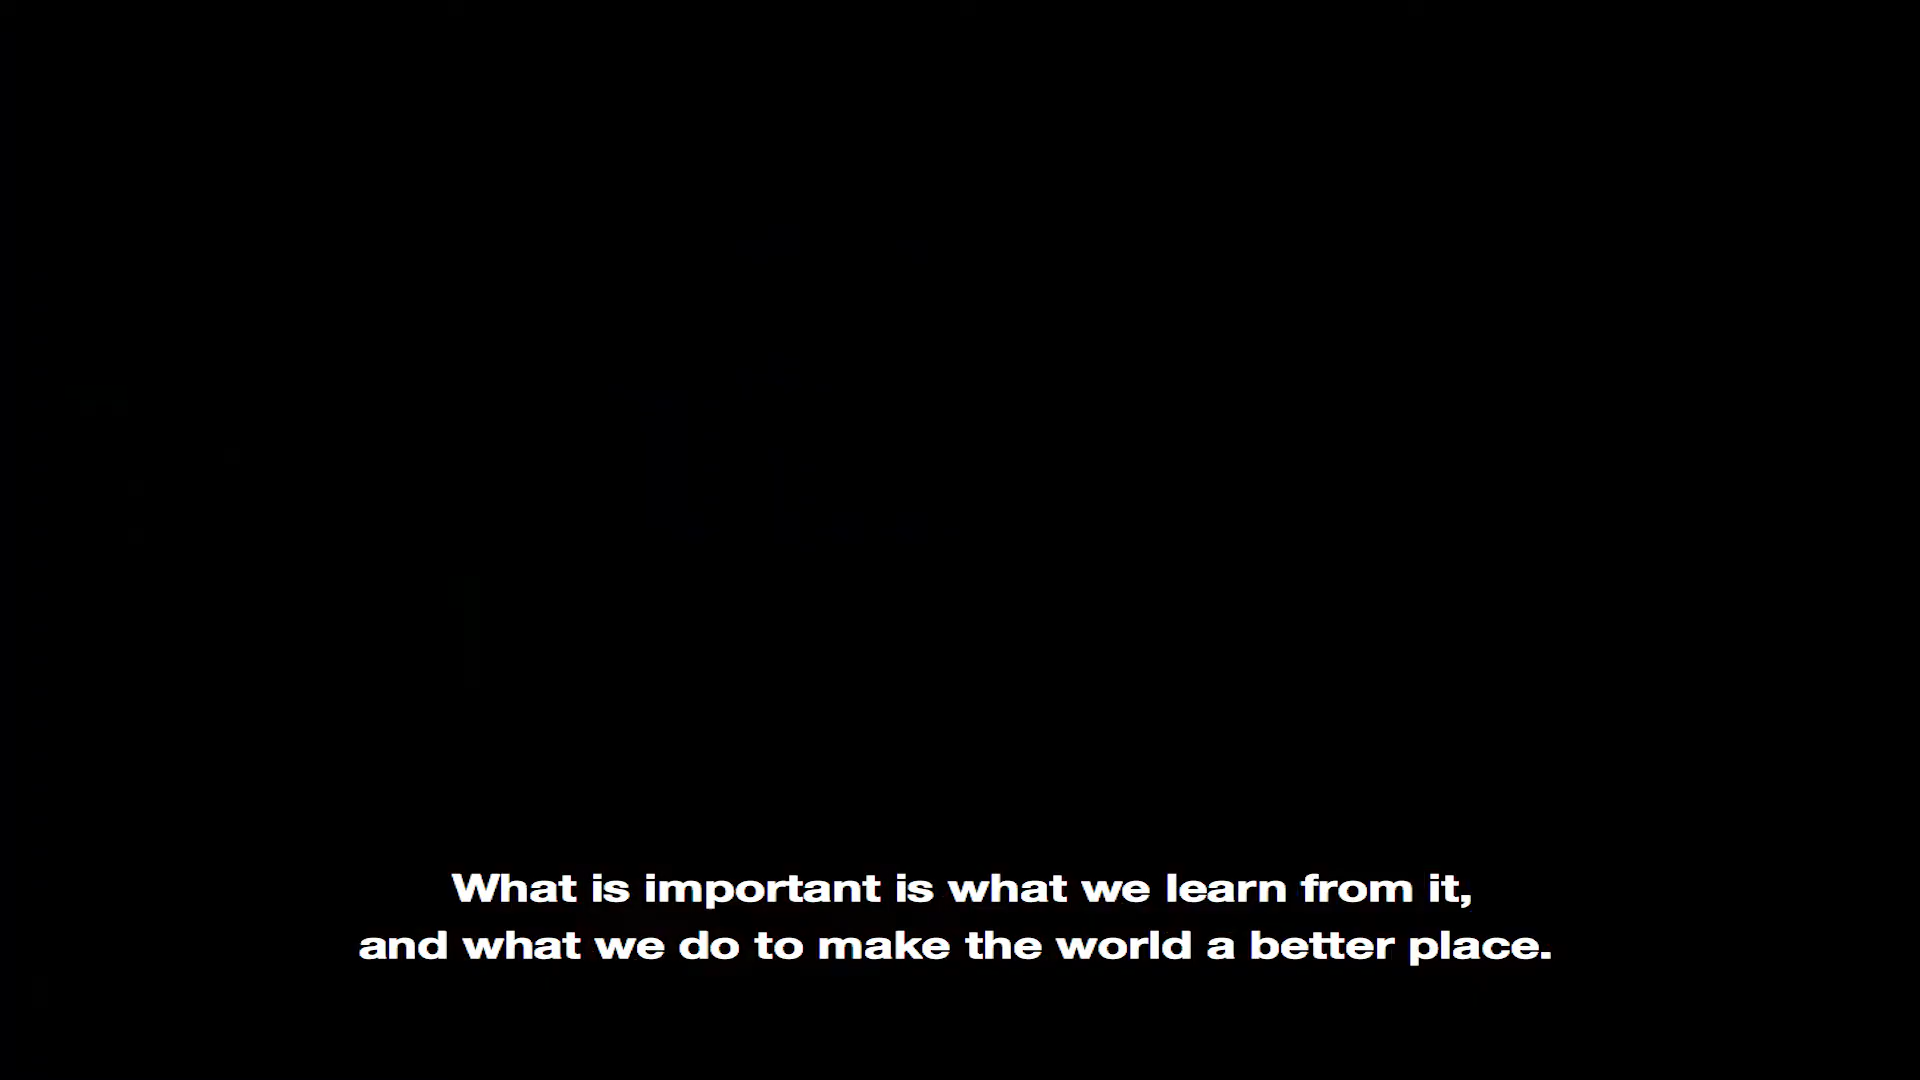 What is important is what we learn from it,
and what we do to make the world a better place.